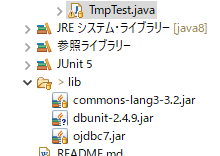 TmpTest.java
JRE システム・ライブラリー [java8]
参照ライブラリー
JUnit 5
> lib
commons-lang3-3.2.jar
dbunit-2.4.9.jar
ojdbc7.jar
README.md